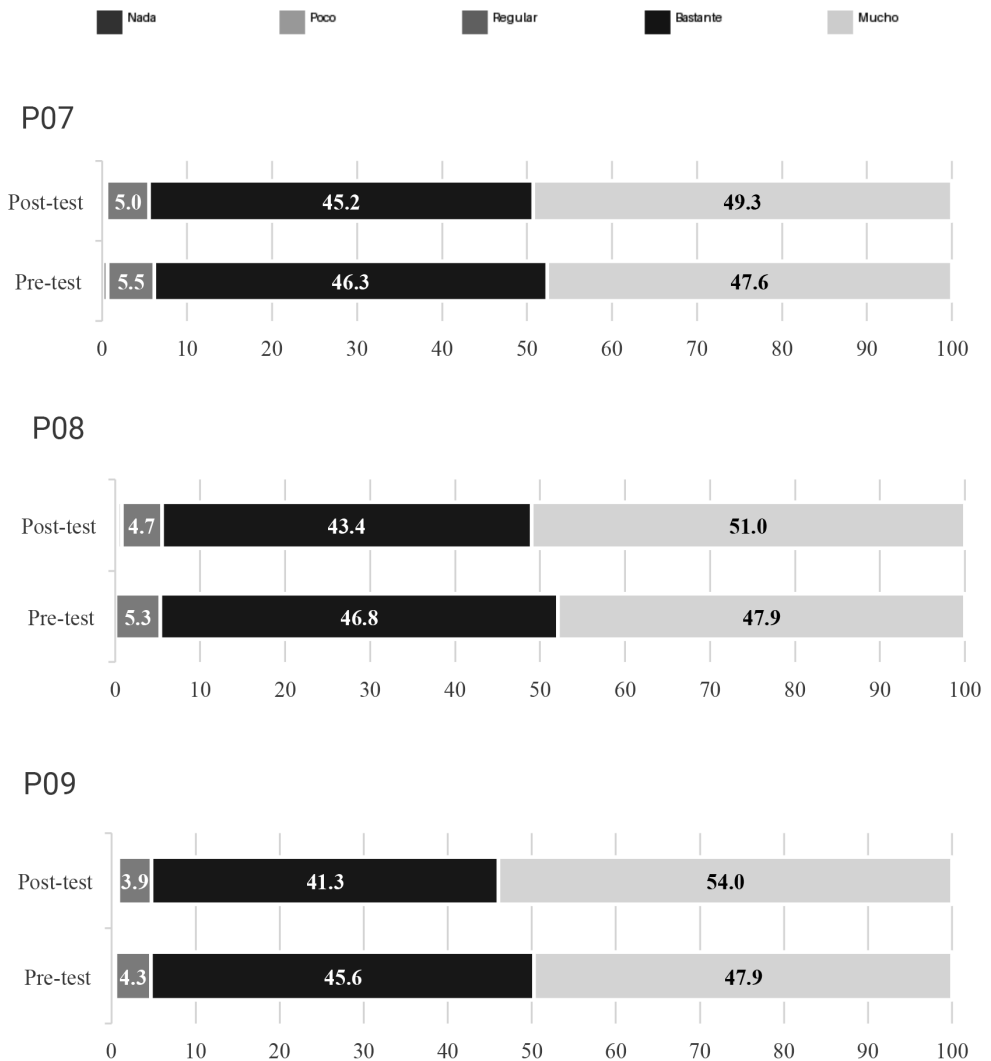 Nada Poco Regular Bastante Mucho
P07
Post-test 5.0 45.2 49.3
Pre-test 5.5 46.3 47.6
0 10 20 30 40 50 60 70 80 90 100
P08
Post-test 4.7 43.4 51.0
Pre-test 5.3 46.8 47.9
0 10 20 30 40 50 60 70 80 90 100
P09
Post-test 3.9 41.3 54.0
Pre-test 4.3 45.6 47.9
0 10 20 30 40 50 60 70 80 90 100